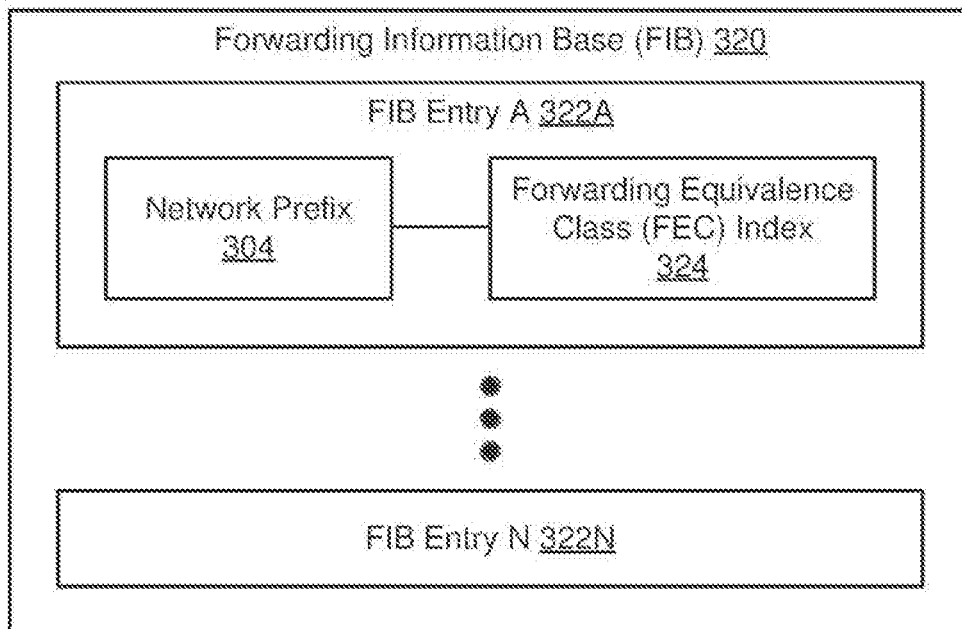 Forwarding Information Base (FIB) 320
FIB Entry A 322A
Network Prefix
304
Forwarding Equivalence
Class (FEC) Index
324
FIB Entry N 322N